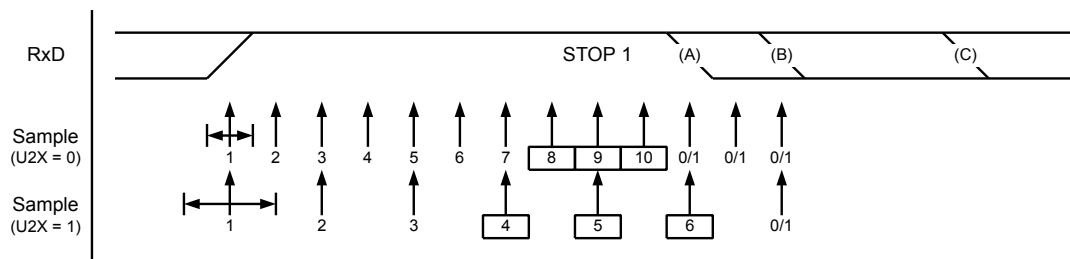 RxD STOP 1 (A) (B) (C)
Sample
(U2X = 0)
1 2 3 4 5 6 7 8 9 10 0/1 0/1 0/1
Sample
(U2X = 1)
1 2 3 4 5 6 0/1